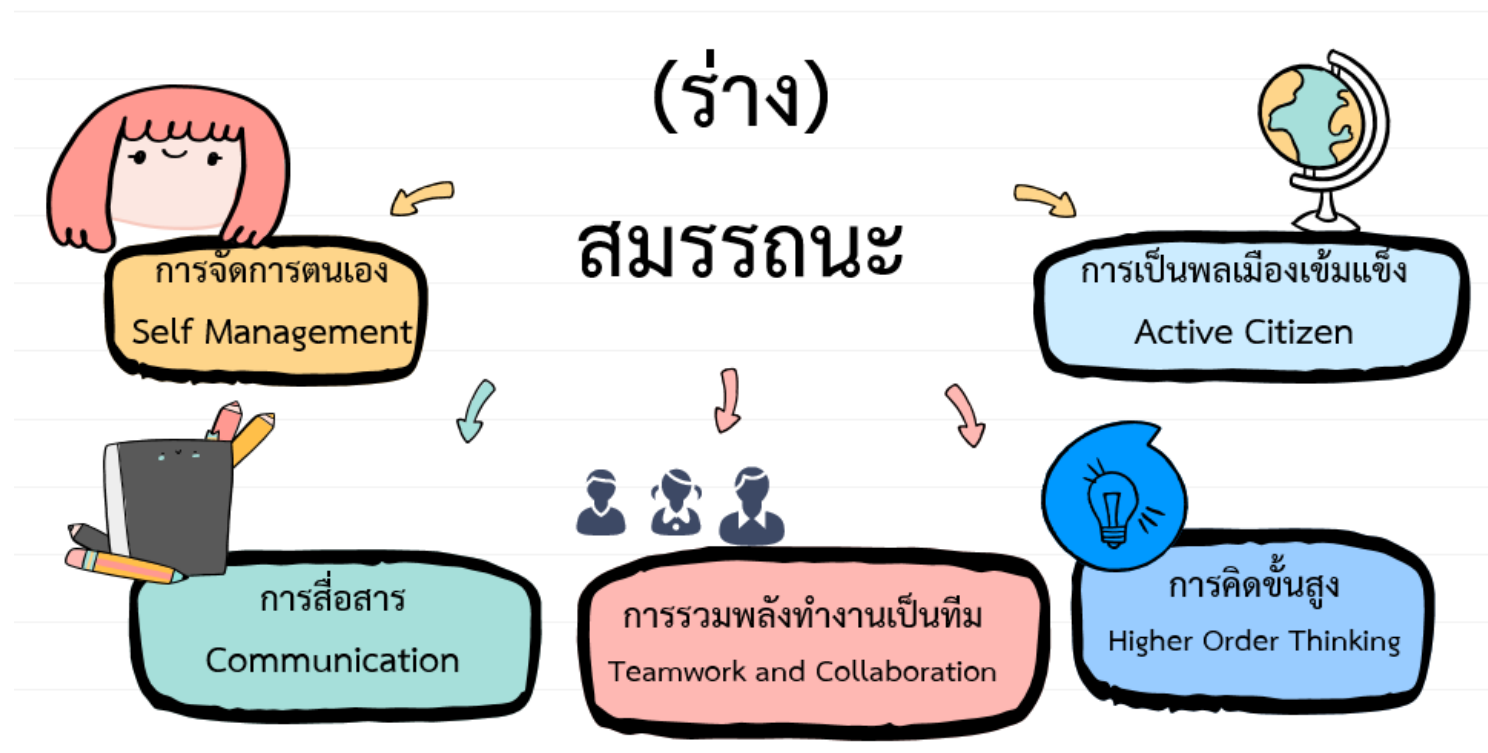 (ร่าง)
สมรรถนะ
การจัดการตนเอง
Self Management
การเป็นพลเมืองเข้มแข็ง
Active Citizen
การสื่อสาร
Communication
การรวมพลังทำงานเป็นทีม
Teamwork and Collaboration
การคิดขั้นสูง
Higher Order Thinking